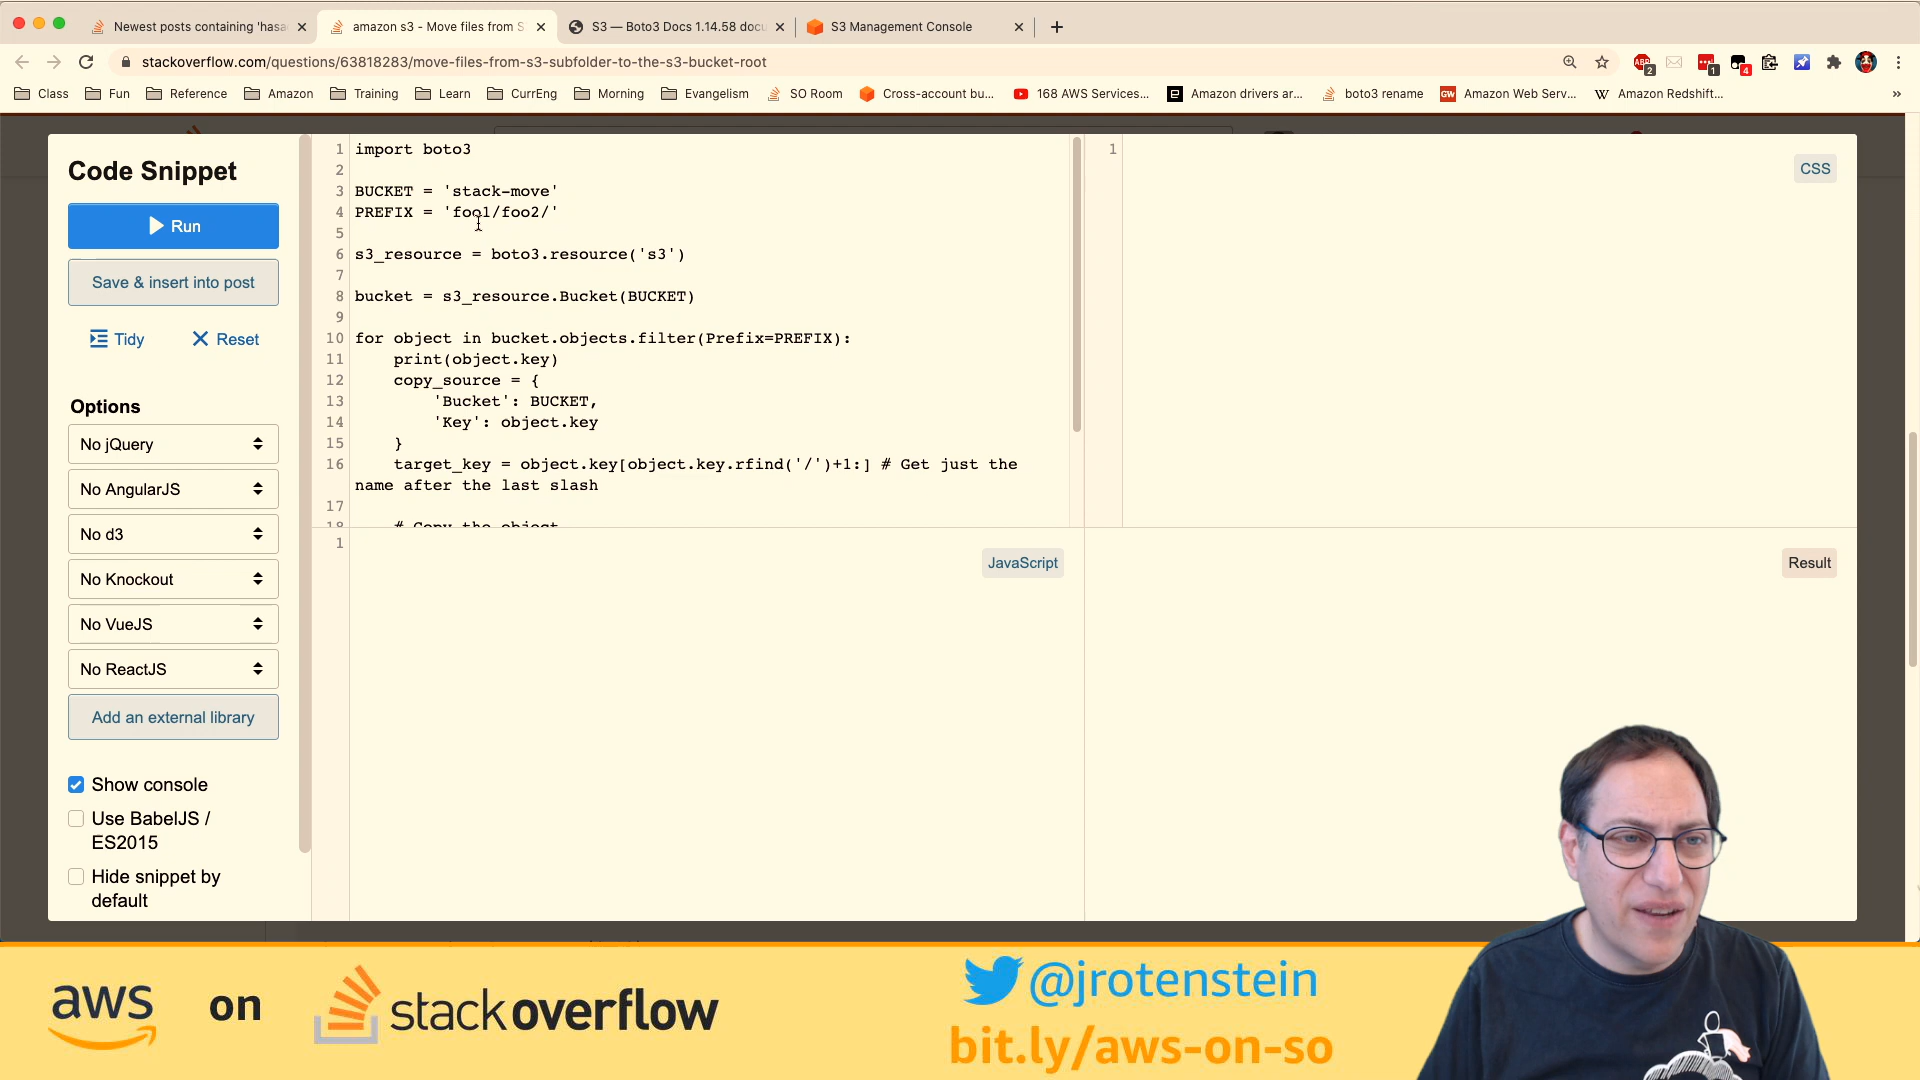 Newest posts containing 'hasa
amazon s3 - Move files from S
S3 — Boto3 Docs 1.14.58 docu
S3 Management Console
stackoverflow.com/questions/63818283/move-files-from-s3-subfolder-to-the-s3-bucket-root
ABP
2
1
4
Class
Fun
Reference
Amazon
Training
Learn
CurrEng
Morning
Evangelism
SO Room
Cross-account bu...
168 AWS Services...
Amazon drivers ar...
boto3 rename
GW
Amazon Web Serv...
W
Amazon Redshift...
»
Code Snippet
Run
Save & insert into post
Tidy
Reset
Options
No jQuery
No AngularJS
No d3
No Knockout
No VueJS
No ReactJS
Add an external library
Show console
Use BabelJS /
ES2015
Hide snippet by
default
1 import boto3
2
3 BUCKET = 'stack-move'
4 PREFIX = 'foo1/foo2/'
5
6 s3_resource = boto3.resource('s3')
7
8 bucket = s3_resource.Bucket(BUCKET)
9
10 for object in bucket.objects.filter(Prefix=PREFIX):
11 print(object.key)
12 copy_source = {
13 'Bucket': BUCKET,
14 'Key': object.key
15 }
16 target_key = object.key[object.key.rfind('/')+1:] # Get just the
name after the last slash
17
18 # Copy the object
1
CSS
1
JavaScript
Result
aws on stackoverflow
@jrotenstein
bit.ly/aws-on-so